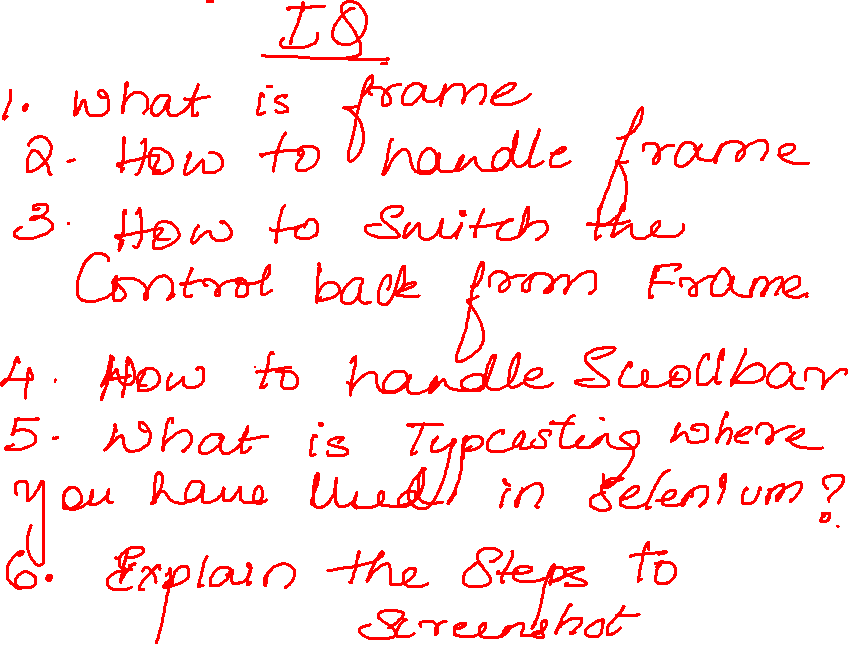 IQ
1. What is frame
2. How to handle frame
3. How to Switch the
Control back from Frame
4. How to handle Scrollbar
5. What is Typcasting where
you have Used in Selenium?
6. Explain the Steps to
Screenshot